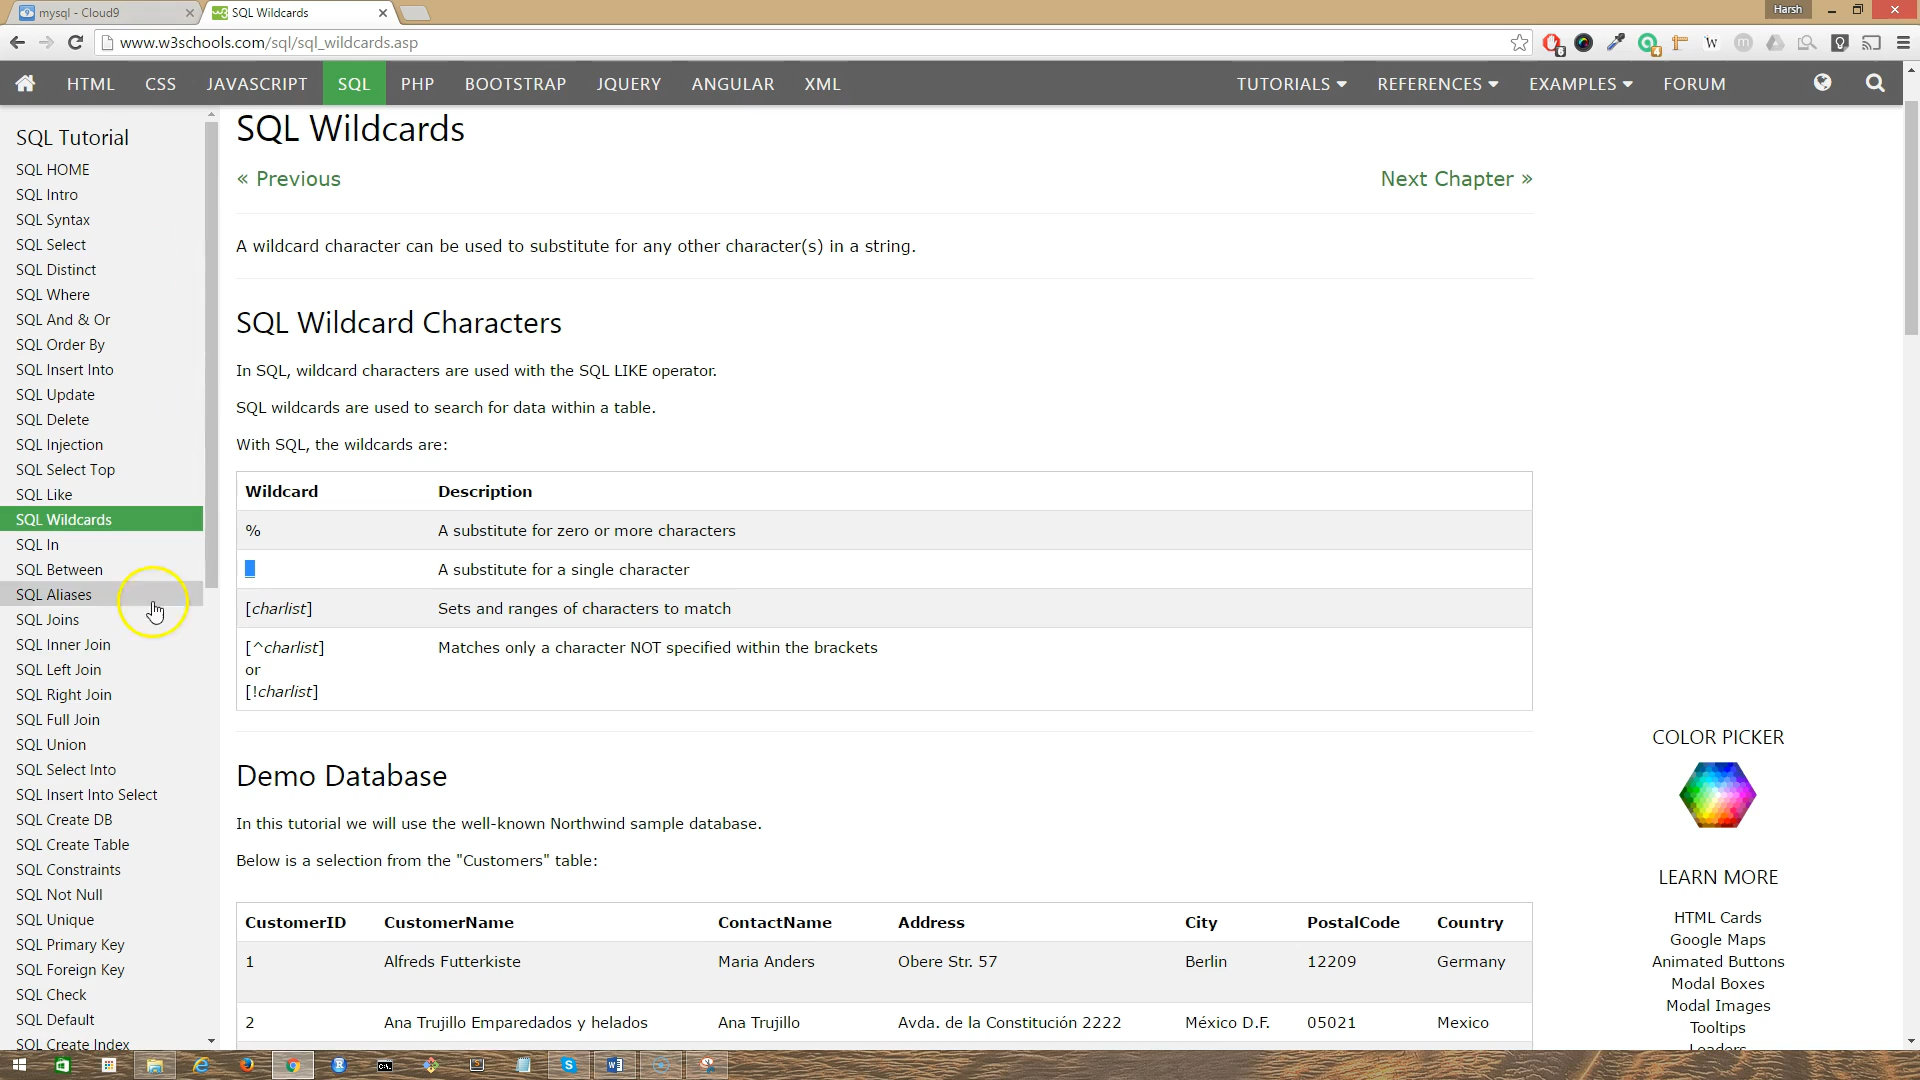 mysql - Cloud9
SQL Wildcards
Harsh
www.w3schools.com/sql/sql_wildcards.asp
HTML CSS JAVASCRIPT SQL PHP BOOTSTRAP JQUERY ANGULAR XML TUTORIALS REFERENCES EXAMPLES FORUM
SQL Tutorial
SQL HOME
SQL Intro
SQL Syntax
SQL Select
SQL Distinct
SQL Where
SQL And & Or
SQL Order By
SQL Insert Into
SQL Update
SQL Delete
SQL Injection
SQL Select Top
SQL Like
SQL Wildcards
SQL In
SQL Between
SQL Aliases
SQL Joins
SQL Inner Join
SQL Left Join
SQL Right Join
SQL Full Join
SQL Union
SQL Select Into
SQL Insert Into Select
SQL Create DB
SQL Create Table
SQL Constraints
SQL Not Null
SQL Unique
SQL Primary Key
SQL Foreign Key
SQL Check
SQL Default
SQL Create Index
SQL Wildcards
« Previous
Next Chapter »
A wildcard character can be used to substitute for any other character(s) in a string.
SQL Wildcard Characters
In SQL, wildcard characters are used with the SQL LIKE operator.
SQL wildcards are used to search for data within a table.
With SQL, the wildcards are:
Wildcard Description
% A substitute for zero or more characters
_ A substitute for a single character
[charlist] Sets and ranges of characters to match
[^charlist] Matches only a character NOT specified within the brackets
or
[!charlist]
Demo Database
In this tutorial we will use the well-known Northwind sample database.
Below is a selection from the "Customers" table:
CustomerID CustomerName ContactName Address City PostalCode Country
1 Alfreds Futterkiste Maria Anders Obere Str. 57 Berlin 12209 Germany
2 Ana Trujillo Emparedados y helados Ana Trujillo Avda. de la Constitución 2222 México D.F. 05021 Mexico
COLOR PICKER
LEARN MORE
HTML Cards
Google Maps
Animated Buttons
Modal Boxes
Modal Images
Tooltips